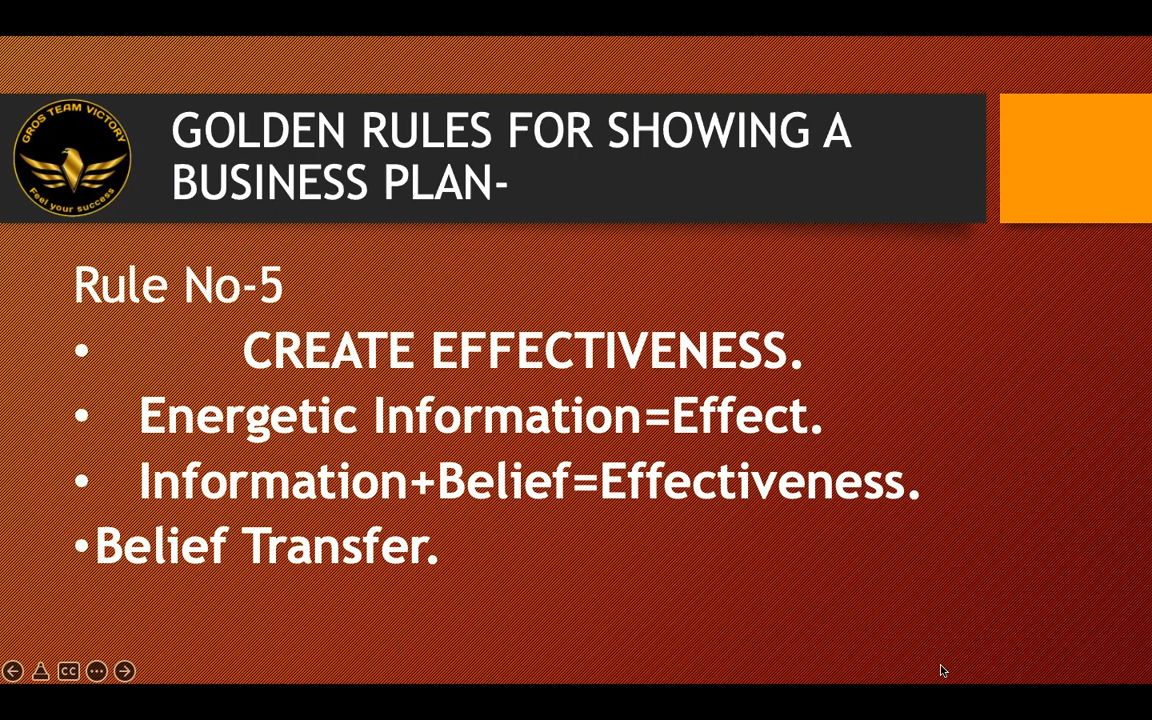 GROS TEAM VICTORY
Feel your success
GOLDEN RULES FOR SHOWING A
BUSINESS PLAN-
Rule No-5
• CREATE EFFECTIVENESS.
• Energetic Information=Effect.
• Information+Belief=Effectiveness.
•Belief Transfer.
CC